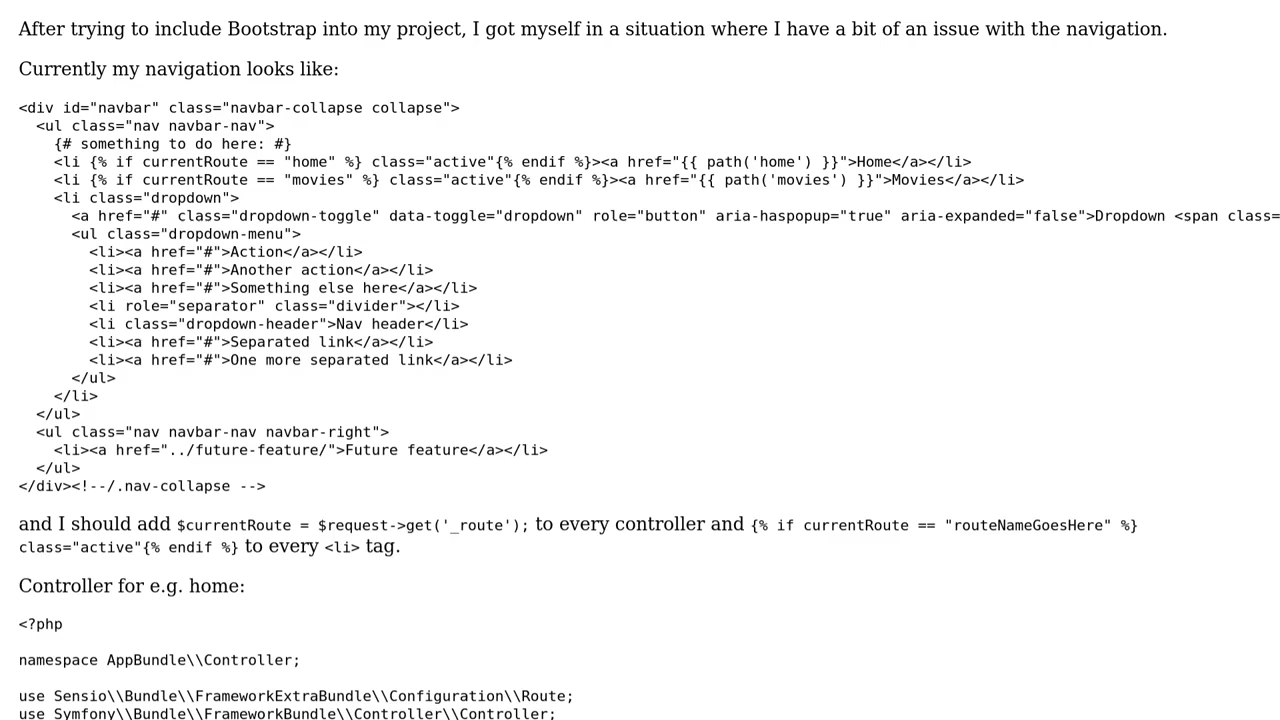 After trying to include Bootstrap into my project, I got myself in a situation where I have a bit of an issue with the navigation.
Currently my navigation looks like:
<div id="navbar" class="navbar-collapse collapse">
  <ul class="nav navbar-nav">
    {# something to do here: #}
    <li {% if currentRoute == "home" %} class="active"{% endif %}><a href="{{ path('home') }}">Home</a></li>
    <li {% if currentRoute == "movies" %} class="active"{% endif %}><a href="{{ path('movies') }}">Movies</a></li>
    <li class="dropdown">
      <a href="#" class="dropdown-toggle" data-toggle="dropdown" role="button" aria-haspopup="true" aria-expanded="false">Dropdown <span class=
      <ul class="dropdown-menu">
        <li><a href="#">Action</a></li>
        <li><a href="#">Another action</a></li>
        <li><a href="#">Something else here</a></li>
        <li role="separator" class="divider"></li>
        <li class="dropdown-header">Nav header</li>
        <li><a href="#">Separated link</a></li>
        <li><a href="#">One more separated link</a></li>
      </ul>
    </li>
  </ul>
  <ul class="nav navbar-nav navbar-right">
    <li><a href="../future-feature/">Future feature</a></li>
  </ul>
</div><!--/.nav-collapse -->
and I should add $currentRoute = $request->get('_route'); to every controller and {% if currentRoute == "routeNameGoesHere" %}
class="active"{% endif %} to every <li> tag.
Controller for e.g. home:
<?php
namespace AppBundle\\Controller;
use Sensio\\Bundle\\FrameworkExtraBundle\\Configuration\\Route;
use Symfony\\Bundle\\FrameworkBundle\\Controller\\Controller;